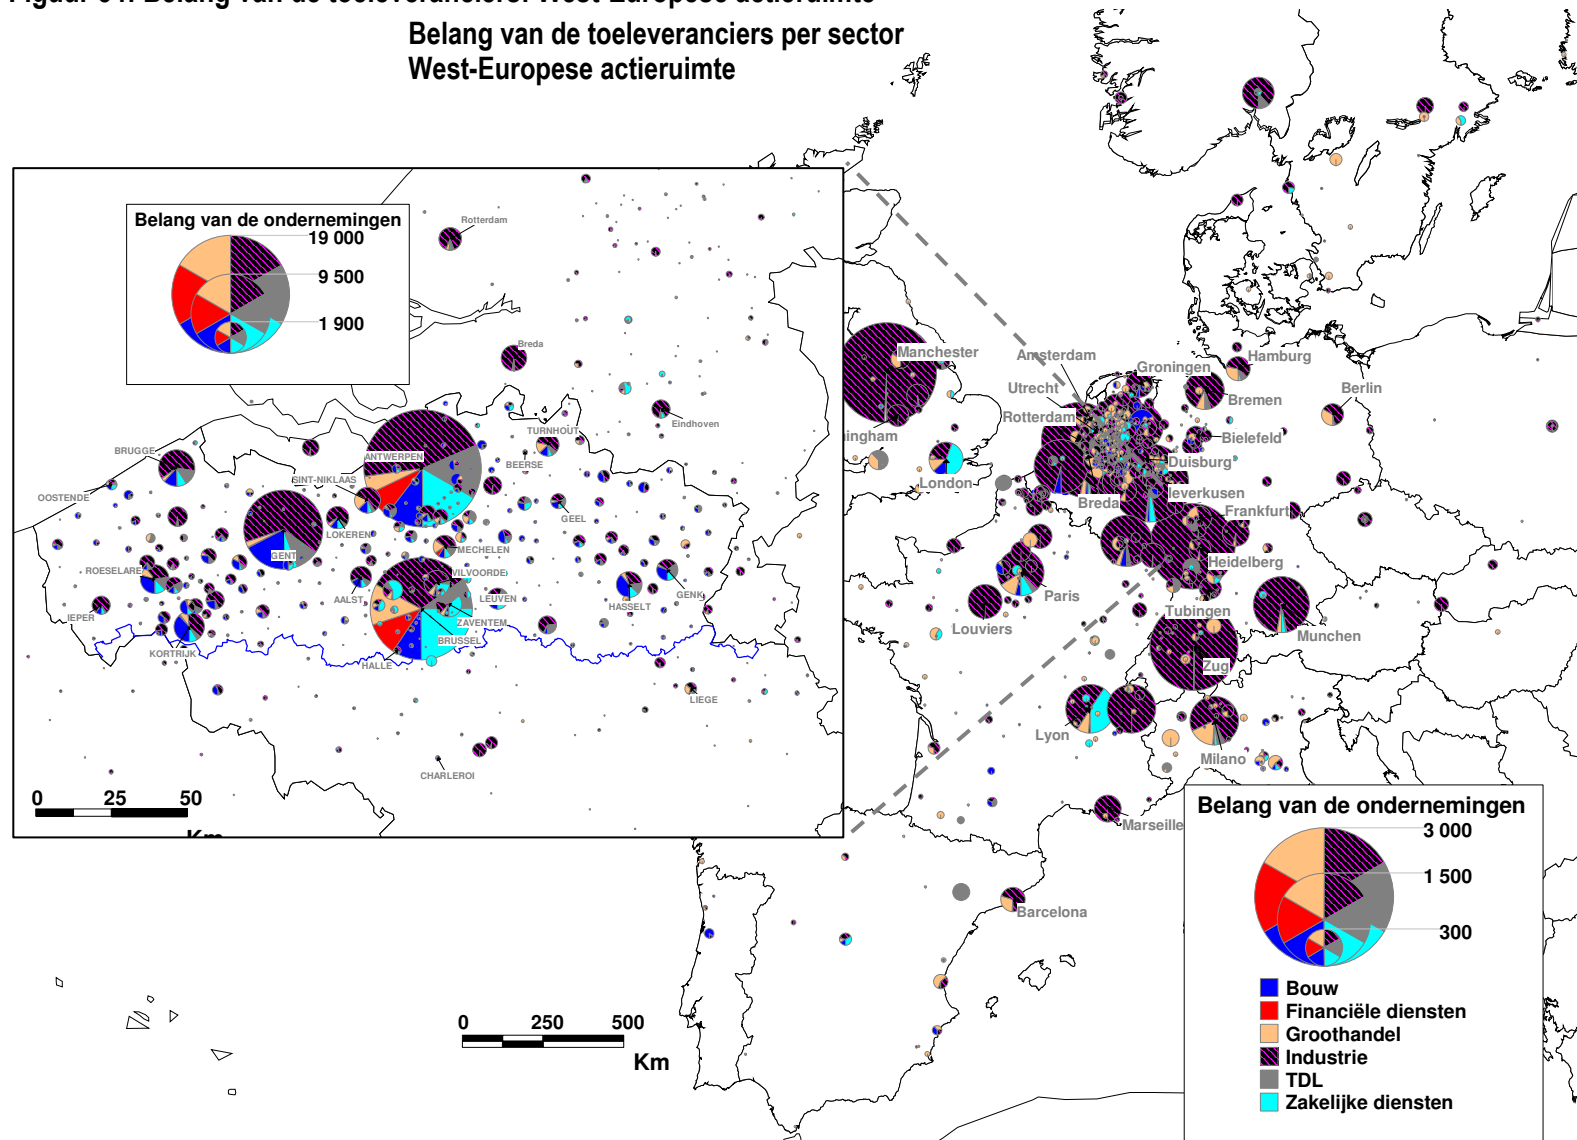 Belang van de toeleveranciers per sector
West-Europese actieruimte
Belang van de ondernemingen
19 000
9 500
1 900
Rotterdam
Breda
Eindhoven
TURNHOUT
BEERSE
BRUGGE
ANTWERPEN
SINT-NIKLAAS
OOSTENDE
GEEL
LOKEREN
GENT
MECHELEN
ROESELARE
VILVOORDE
AALST
LEUVEN
GENK
HASSELT
IEPER
ZAVENTEM
BRUSSEL
KORTRIJK
HALLE
LIEGE
CHARLEROI
0 25 50
Manchester
Amsterdam
Groningen
Hamburg
Utrecht
Bremen
Berlin
Rotterdam
ingham
Bielefeld
Duisburg
London
Breda
leverkusen
Frankfurt
Heidelberg
Paris
Louviers
Tubingen
Munchen
Zug
Lyon
Milano
Marseille
Barcelona
0 250 500
Km
Belang van de ondernemingen
3 000
1 500
300
Bouw
Financiële diensten
Groothandel
Industrie
TDL
Zakelijke diensten